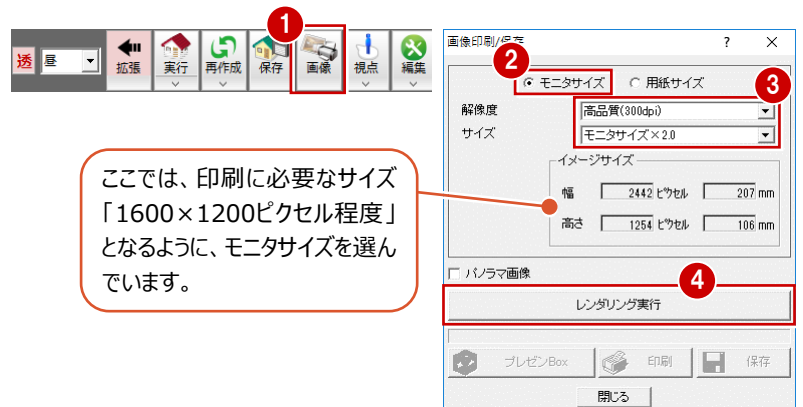 1
透 昼 拡張 実行 再作成 保存 画像 視点 編集
画像印刷/保存 ? ×
2
モニタサイズ 用紙サイズ
3
解像度 高品質(300dpi)
サイズ モニタサイズ×2.0
イメージサイズ
幅 2442 ピクセル 207 mm
高さ 1254 ピクセル 106 mm
ここでは、印刷に必要なサイズ
「1600×1200ピクセル程度」
となるように、モニタサイズを選ん
でいます。
パノラマ画像
4
レンダリング実行
プレゼンBox 印刷 保存
閉じる